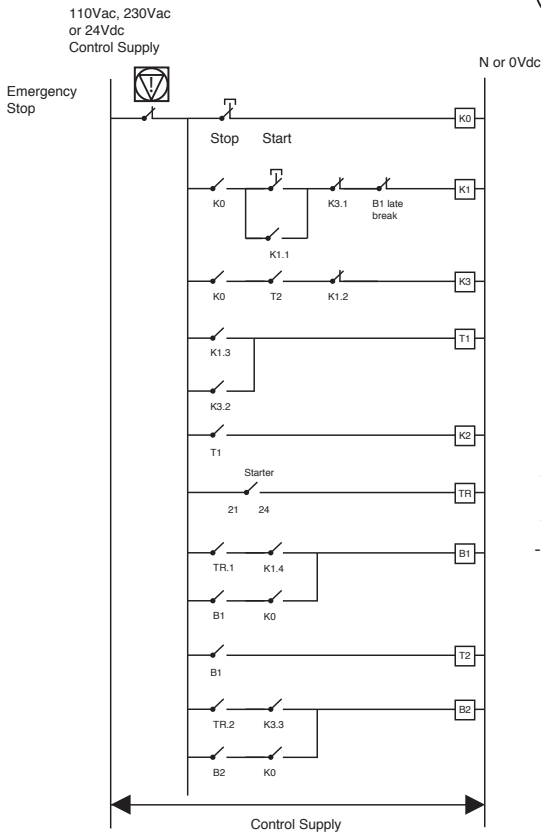 110Vac, 230Vac
or 24Vdc
Control Supply
N or 0Vdc
Emergency
Stop
K0
Stop Start
K1
K0 K3.1 B1 late
break
K1.1
K3
K0 T2 K1.2
T1
K1.3
K3.2
K2
T1
Starter
TR
21 24
B1
TR.1 K1.4
B1 K0
T2
B1
B2
TR.2 K3.3
B2 K0
Control Supply